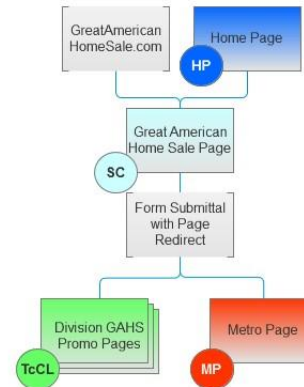 GreatAmerican
HomeSale.com
Home Page
HP
Great American
Home Sale Page
SC
Form Submittal
with Page
Redirect
Division GAHS
Promo Pages
TcCL
Metro Page
MP